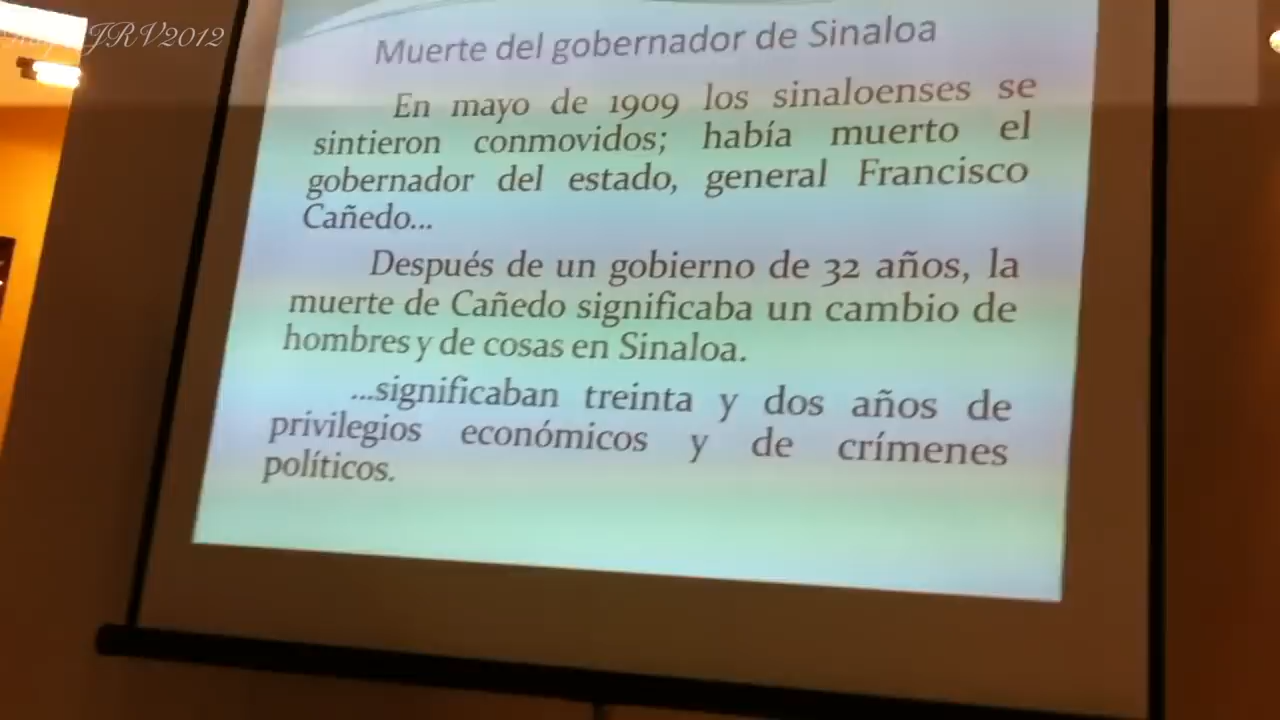 JRV2012
Muerte del gobernador de Sinaloa
En mayo de 1909 los sinaloenses se
sintieron conmovidos; había muerto el
gobernador del estado, general Francisco
Cañedo...
Después de un gobierno de 32 años, la
muerte de Cañedo significaba un cambio de
hombres y de cosas en Sinaloa.
...significaban treinta y dos años de
privilegios económicos y de crímenes
políticos.